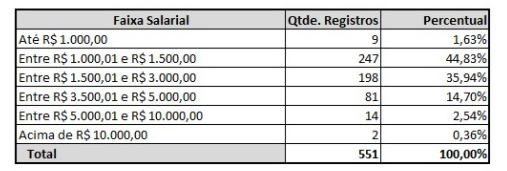 Faixa Salarial Qtde. Registros Percentual
Até R$ 1.000,00 9 1,63%
Entre R$ 1.000,01 e R$ 1.500,00 247 44,83%
Entre R$ 1.500,01 e R$ 3.000,00 198 35,94%
Entre R$ 3.500,01 e R$ 5.000,00 81 14,70%
Entre R$ 5.000,01 e R$ 10.000,00 14 2,54%
Acima de R$ 10.000,00 2 0,36%
Total 551 100,00%